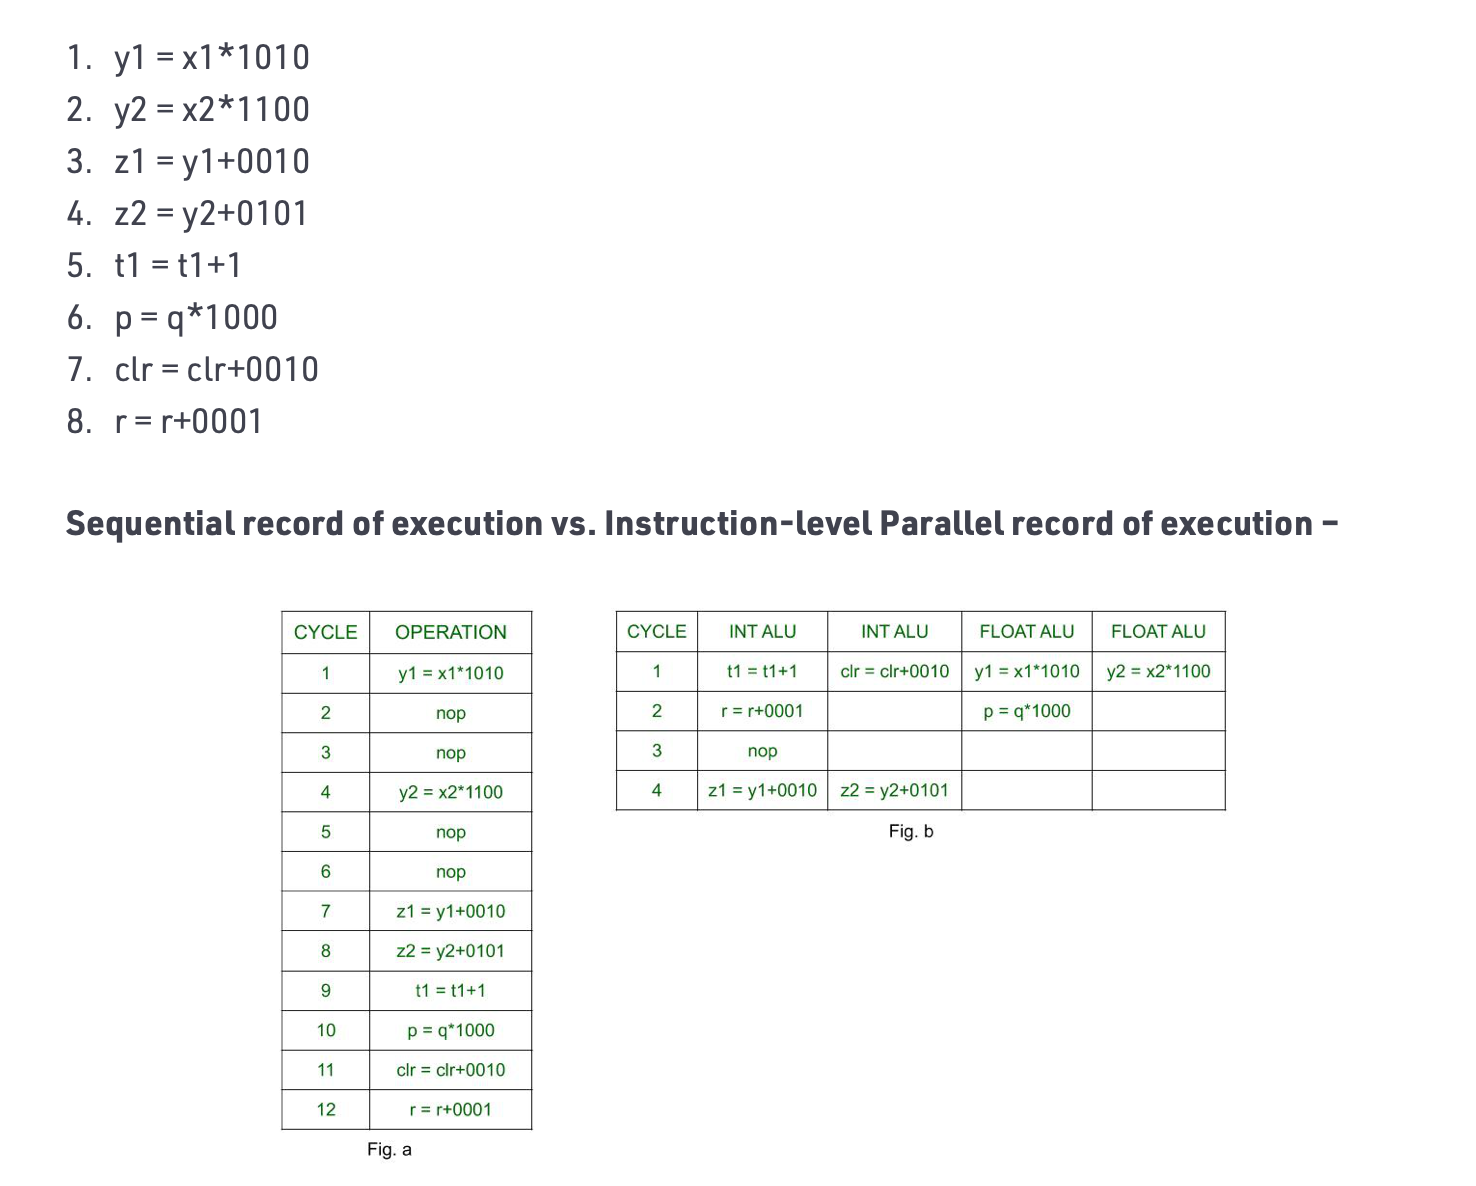 1. y1 = x1*1010
2. y2 = x2*1100
3. z1 = y1+0010
4. z2 = y2+0101
5. t1 = t1+1
6. p = q*1000
7. clr = clr+0010
8. r = r+0001
Sequential record of execution vs. Instruction-level Parallel record of execution –
CYCLE OPERATION
1 y1 = x1*1010
2 nop
3 nop
4 y2 = x2*1100
5 nop
6 nop
7 z1 = y1+0010
8 z2 = y2+0101
9 t1 = t1+1
10 p = q*1000
11 clr = clr+0010
12 r = r+0001
Fig. a
CYCLE INT ALU INT ALU FLOAT ALU FLOAT ALU
1 t1 = t1+1 clr = clr+0010 y1 = x1*1010 y2 = x2*1100
2 r = r+0001 p = q*1000
3 nop
4 z1 = y1+0010 z2 = y2+0101
Fig. b